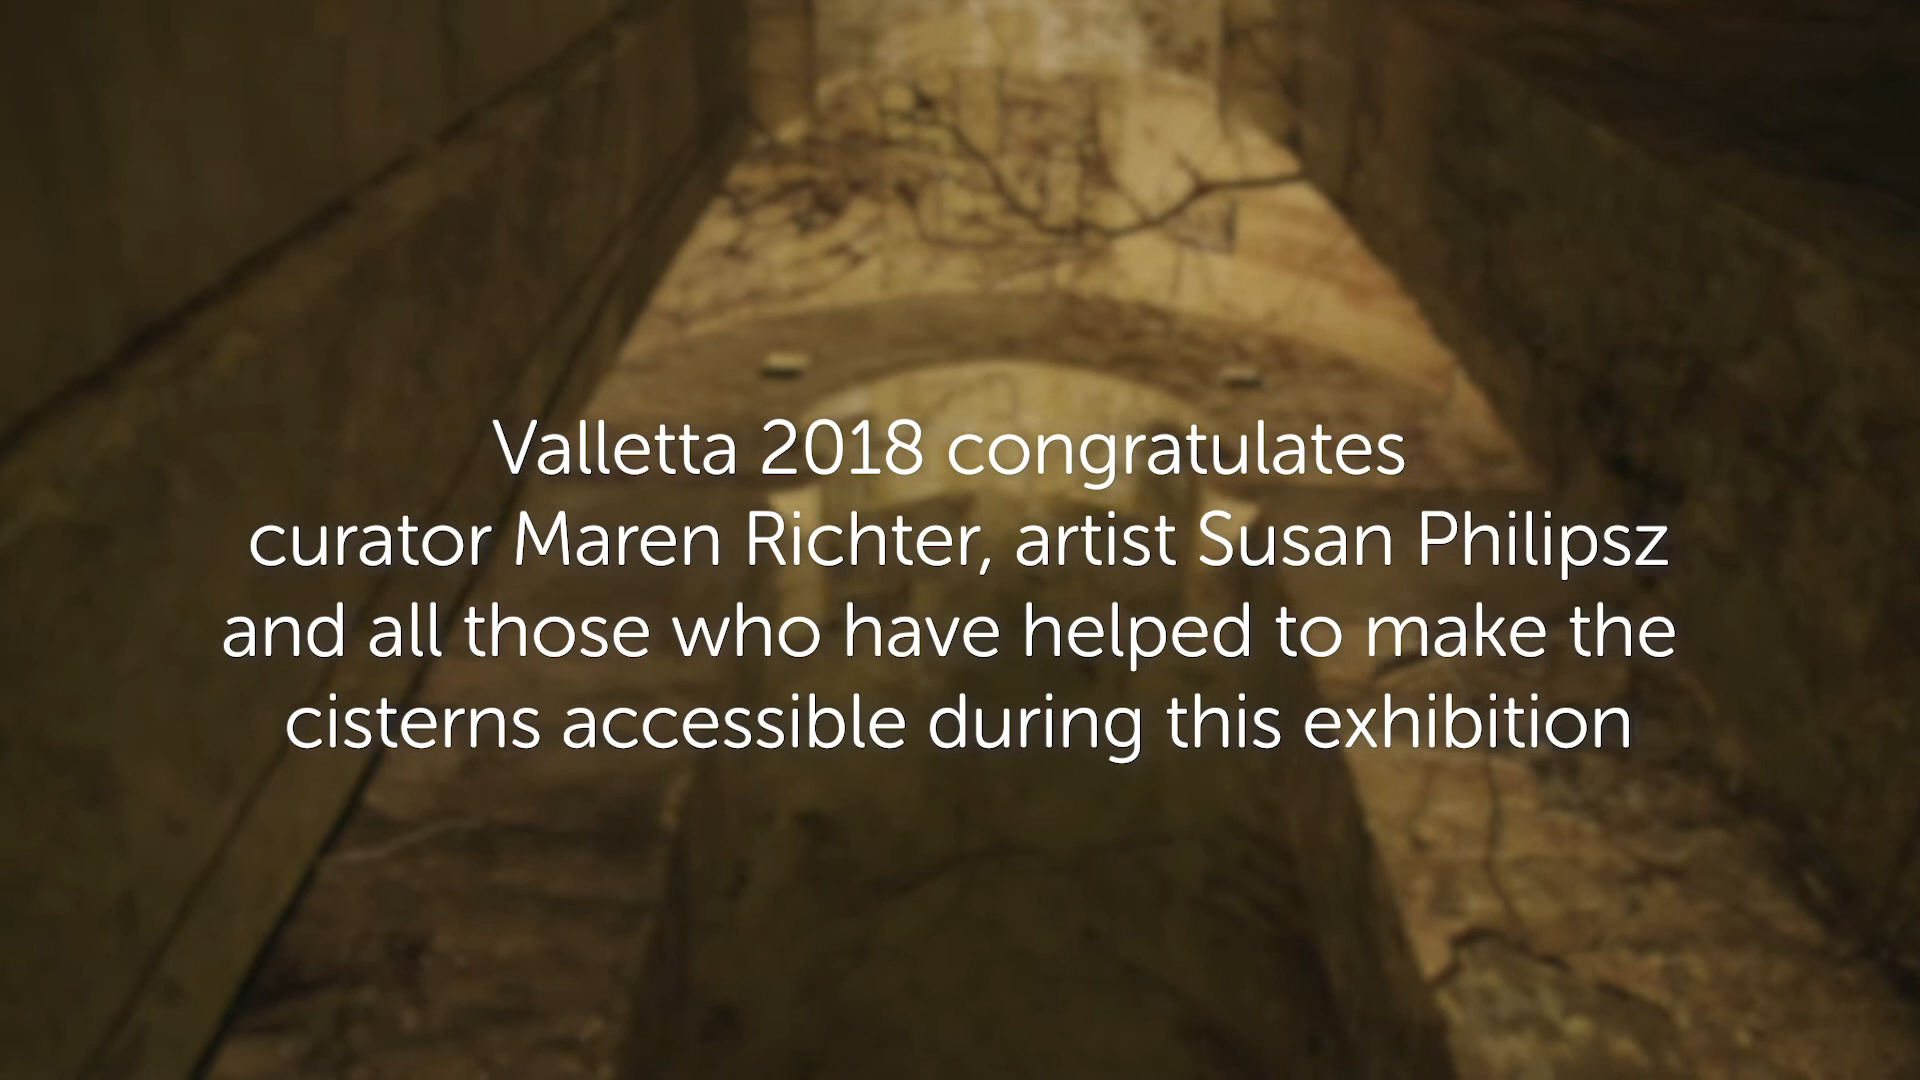 Valletta 2018 congratulates
curator Maren Richter, artist Susan Philipsz
and all those who have helped to make the
cisterns accessible during this exhibition